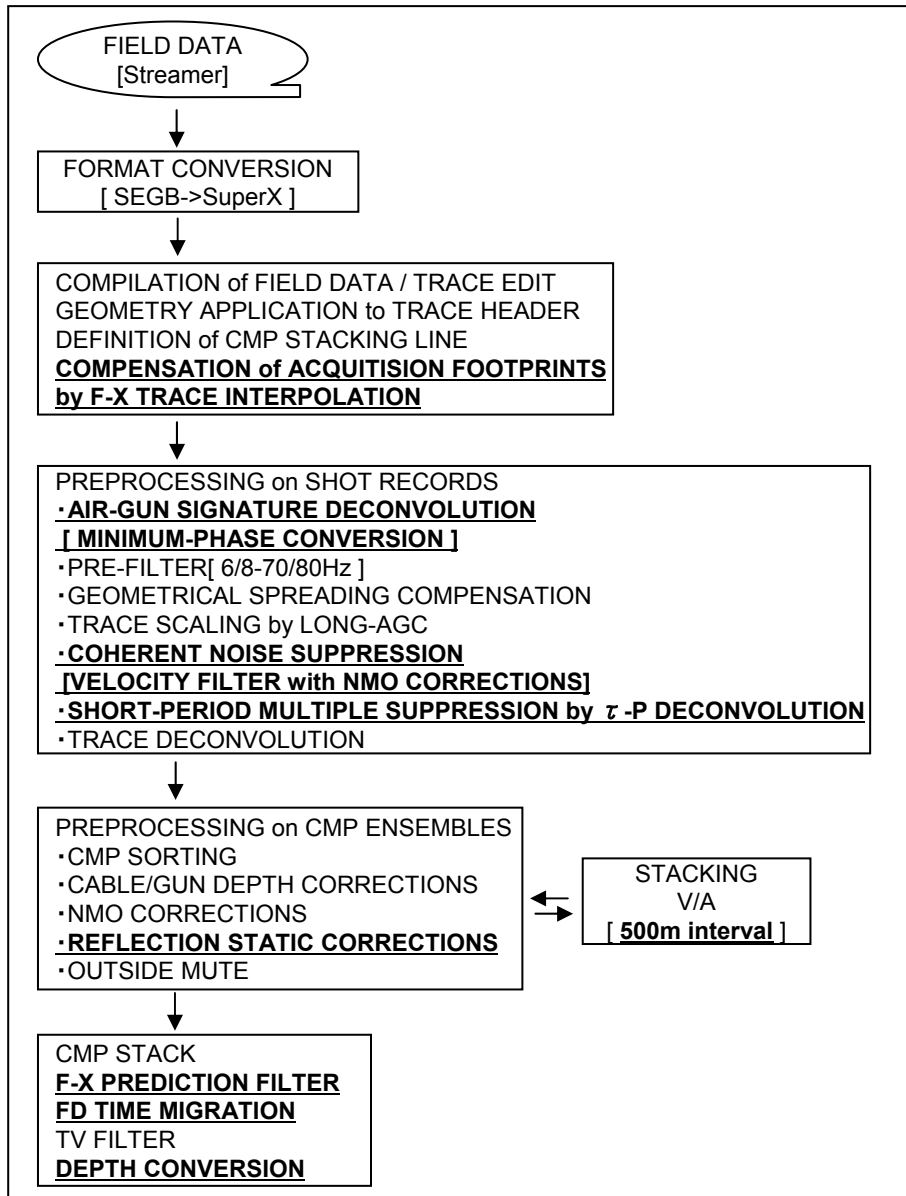 FIELD DATA
[Streamer]
FORMAT CONVERSION
[ SEGB->SuperX ]
COMPILATION of FIELD DATA / TRACE EDIT
GEOMETRY APPLICATION to TRACE HEADER
DEFINITION of CMP STACKING LINE
COMPENSATION of ACQUITISION FOOTPRINTS
by F-X TRACE INTERPOLATION
PREPROCESSING on SHOT RECORDS
・AIR-GUN SIGNATURE DECONVOLUTION
[ MINIMUM-PHASE CONVERSION ]
・PRE-FILTER[ 6/8-70/80Hz ]
・GEOMETRICAL SPREADING COMPENSATION
・TRACE SCALING by LONG-AGC
・COHERENT NOISE SUPPRESSION
[VELOCITY FILTER with NMO CORRECTIONS]
・SHORT-PERIOD MULTIPLE SUPPRESSION by τ-P DECONVOLUTION
・TRACE DECONVOLUTION
PREPROCESSING on CMP ENSEMBLES
・CMP SORTING
・CABLE/GUN DEPTH CORRECTIONS
・NMO CORRECTIONS
・REFLECTION STATIC CORRECTIONS
・OUTSIDE MUTE
STACKING
V/A
[ 500m interval ]
CMP STACK
F-X PREDICTION FILTER
FD TIME MIGRATION
TV FILTER
DEPTH CONVERSION